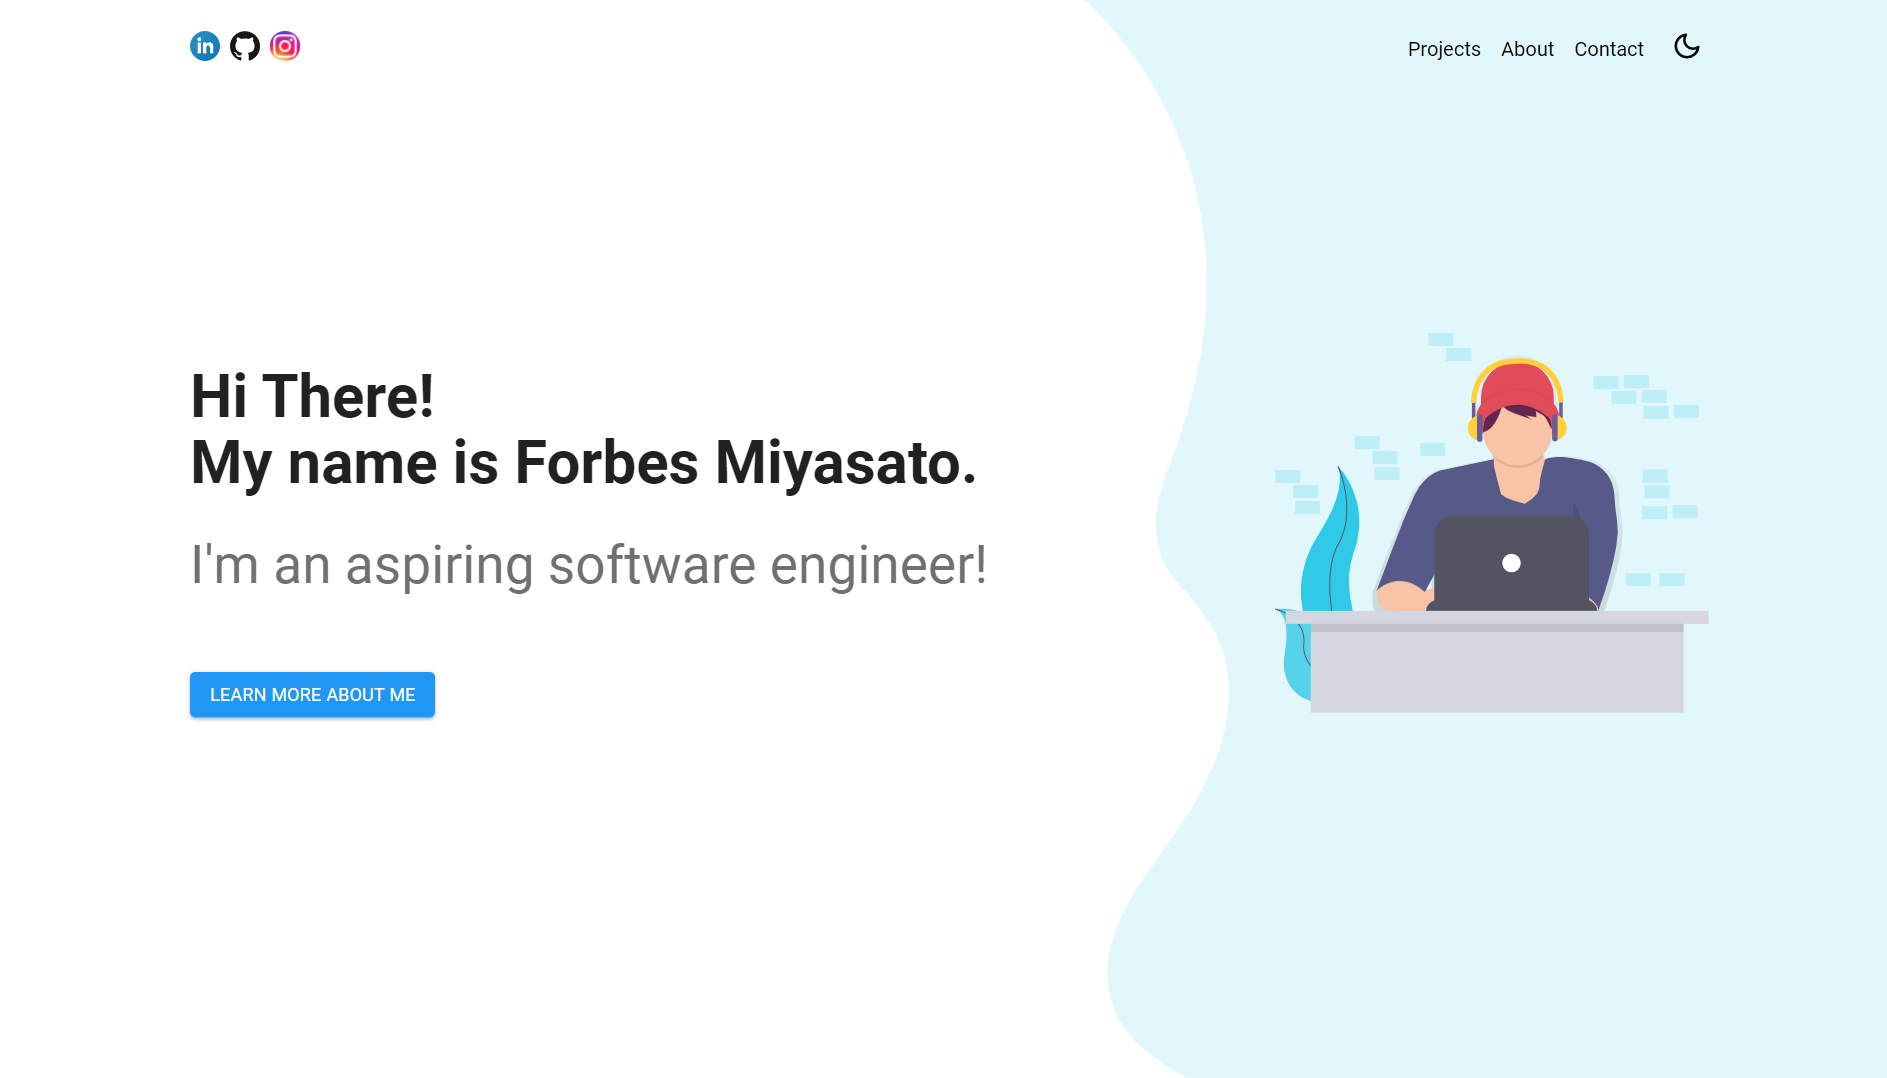 in
Projects About Contact
Hi There!
My name is Forbes Miyasato.
I'm an aspiring software engineer!
LEARN MORE ABOUT ME